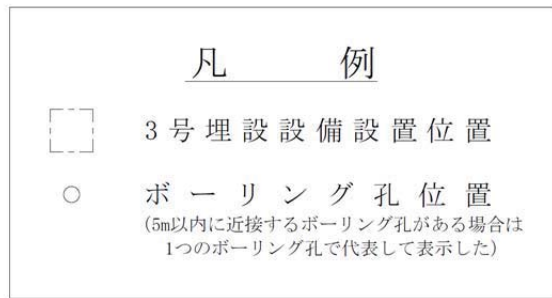 凡 例
3号埋設設備設置位置
ボーリング孔位置
(5m以内に近接するボーリング孔がある場合は
1つのボーリング孔で代表して表示した)